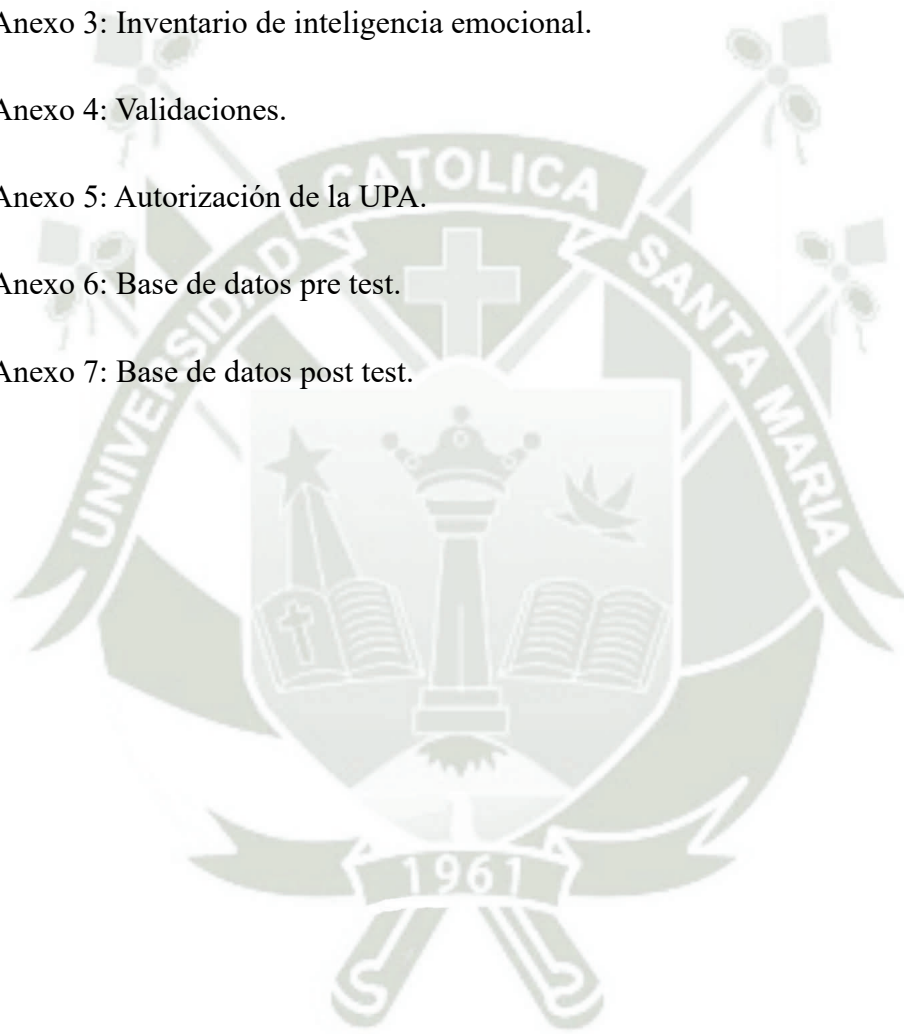 Anexo 3: Inventario de inteligencia emocional.
Anexo 4: Validaciones.
Anexo 5: Autorización de la UPA.
Anexo 6: Base de datos pre test.
Anexo 7: Base de datos post test.
UNIVERSIDAD CATOLICA SANTA MARIA
1961